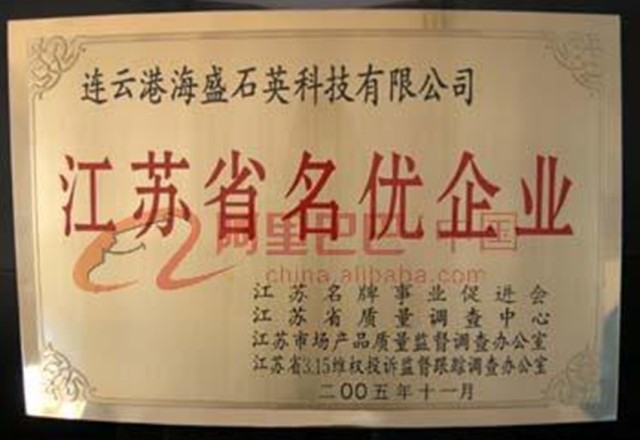 连云港海盛石英科技有限公司
江苏省名优企业
阿里巴巴 中国
china.alibaba.com
江苏名牌事业促进会
江苏省质量调查中心
江苏市场产品质量监督调查办公室
江苏省3.15维权投诉监督跟踪调查办公室
二00五年十一月